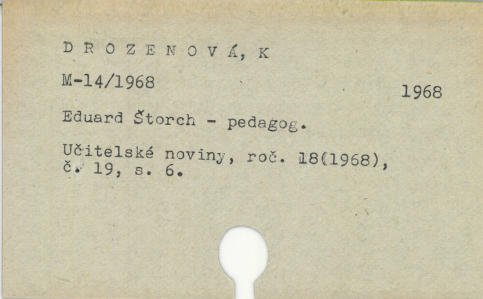 D R O Z E N O V Á, K
M-14/1968 1968
Eduard Štorch - pedagog.
Učitelské noviny, roč. 18(1968),
č. 19, s. 6.